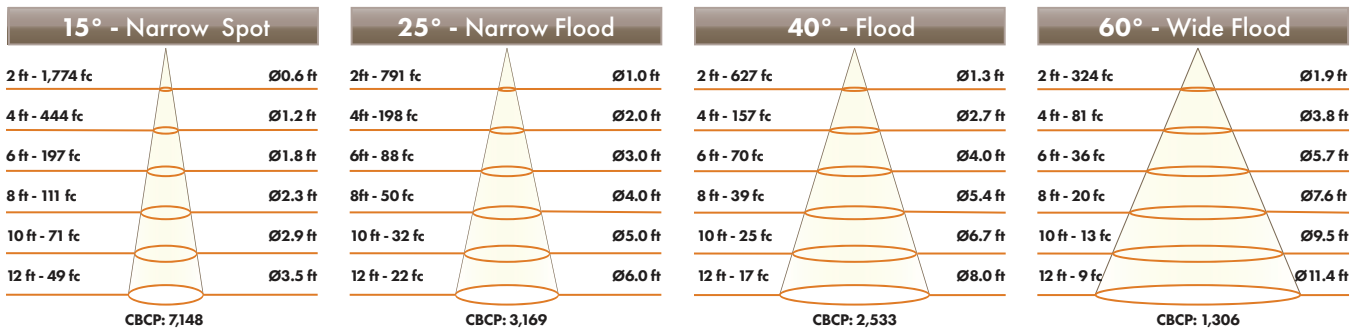 15° - Narrow Spot
2 ft - 1,774 fc Ø0.6 ft
4 ft - 444 fc Ø1.2 ft
6 ft - 197 fc Ø1.8 ft
8 ft - 111 fc Ø2.3 ft
10 ft - 71 fc Ø2.9 ft
12 ft - 49 fc Ø3.5 ft
CBCP: 7,148
25° - Narrow Flood
2ft - 791 fc Ø1.0 ft
4ft -198 fc Ø2.0 ft
6ft - 88 fc Ø3.0 ft
8ft - 50 fc Ø4.0 ft
10 ft - 32 fc Ø5.0 ft
12 ft - 22 fc Ø6.0 ft
CBCP: 3,169
40° - Flood
2 ft - 627 fc Ø1.3 ft
4 ft - 157 fc Ø2.7 ft
6 ft - 70 fc Ø4.0 ft
8 ft - 39 fc Ø5.4 ft
10 ft - 25 fc Ø6.7 ft
12 ft - 17 fc Ø8.0 ft
CBCP: 2,533
60° - Wide Flood
2 ft - 324 fc Ø1.9 ft
4 ft - 81 fc Ø3.8 ft
6 ft - 36 fc Ø5.7 ft
8 ft - 20 fc Ø7.6 ft
10 ft - 13 fc Ø9.5 ft
12 ft - 9 fc Ø11.4 ft
CBCP: 1,306